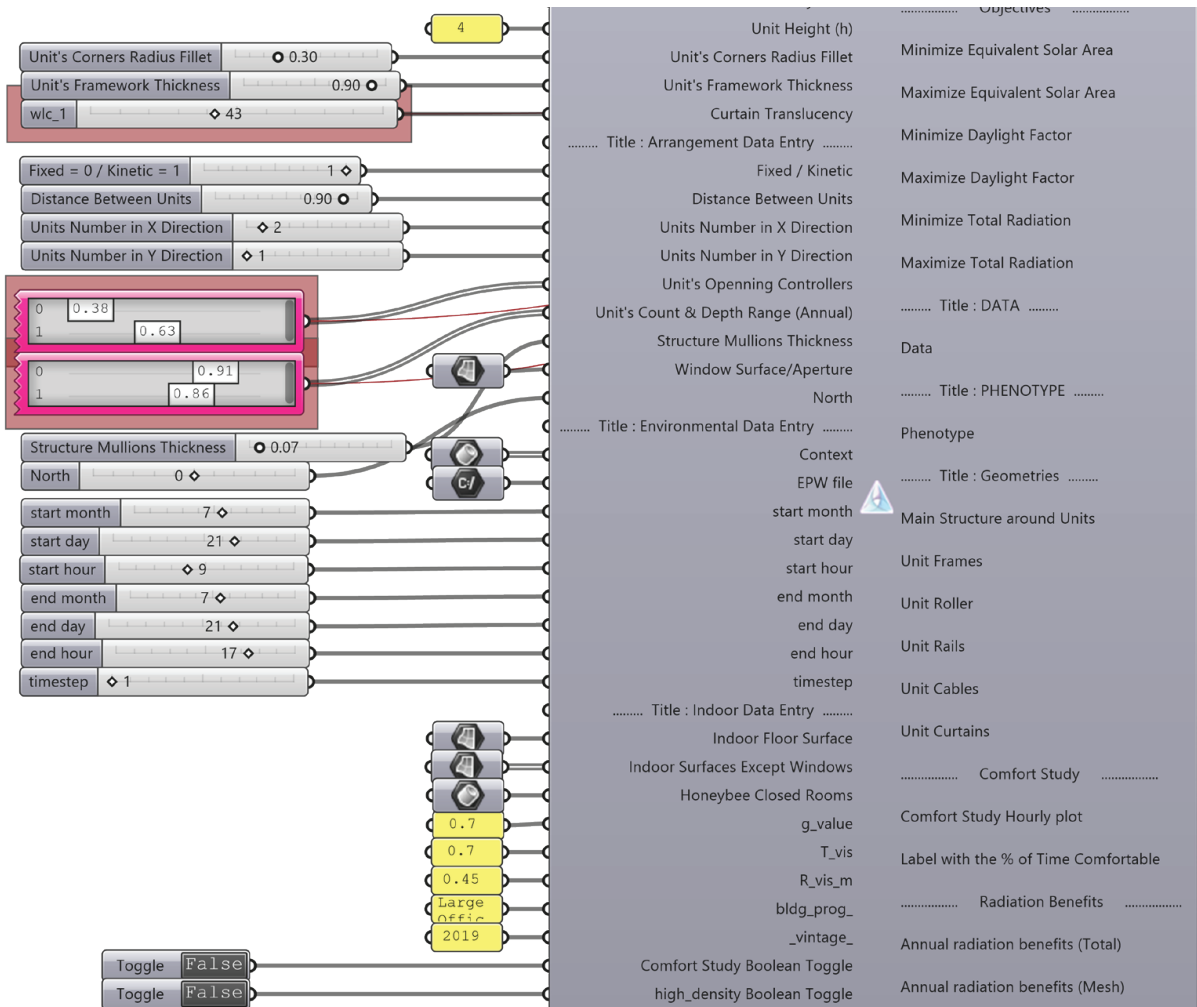 4
Unit Height (h)
Unit's Corners Radius Fillet
0.30
Unit's Corners Radius Fillet
Unit's Framework Thickness
0.90
Unit's Framework Thickness
wlc_1
43
Curtain Translucency
......... Title : Arrangement Data Entry .........
Fixed = 0 / Kinetic = 1
1
Fixed / Kinetic
Distance Between Units
0.90
Distance Between Units
Units Number in X Direction
2
Units Number in X Direction
Units Number in Y Direction
1
Units Number in Y Direction
Unit's Openning Controllers
0
0.38
1
0.63
Unit's Count & Depth Range (Annual)
Structure Mullions Thickness
0
0.91
1
0.86
Window Surface/Aperture
North
......... Title : Environmental Data Entry .........
Structure Mullions Thickness
0.07
Context
North
0
C:/
EPW file
start month
7
start month
start day
21
start day
start hour
9
start hour
end month
7
end month
end day
21
end day
end hour
17
end hour
timestep
1
timestep
......... Title : Indoor Data Entry .........
Indoor Floor Surface
Indoor Surfaces Except Windows
Honeybee Closed Rooms
0.7
g_value
0.7
T_vis
0.45
R_vis_m
Large
Offic
bldg_prog_
2019
_vintage_
Toggle
False
Comfort Study Boolean Toggle
Toggle
False
high_density Boolean Toggle
................ Objectives ................
Minimize Equivalent Solar Area
Maximize Equivalent Solar Area
Minimize Daylight Factor
Maximize Daylight Factor
Minimize Total Radiation
Maximize Total Radiation
......... Title : DATA .........
Data
......... Title : PHENOTYPE .........
Phenotype
......... Title : Geometries .........
Main Structure around Units
Unit Frames
Unit Roller
Unit Rails
Unit Cables
Unit Curtains
................ Comfort Study ................
Comfort Study Hourly plot
Label with the % of Time Comfortable
................ Radiation Benefits ................
Annual radiation benefits (Total)
Annual radiation benefits (Mesh)